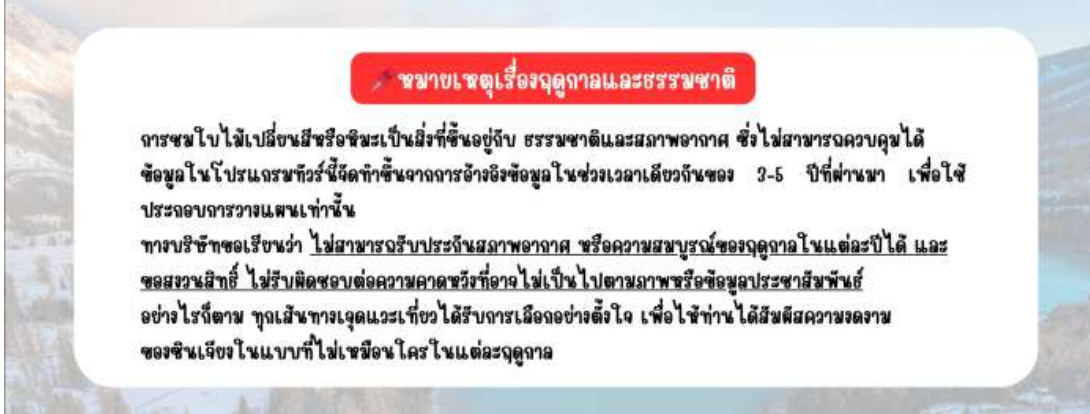 📌หมายเหตุเรื่องฤดูกาลและธรรมชาติ
การชมใบไม้เปลี่ยนสีหรือหิมะเป็นสิ่งที่ขึ้นอยู่กับ ธรรมชาติและสภาพอากาศ ซึ่งไม่สามารถควบคุมได้
ข้อมูลในโปรแกรมทัวร์นี้จัดทำขึ้นจากการอ้างอิงข้อมูลในช่วงเวลาเดียวกันของ 3-5 ปีที่ผ่านมา เพื่อใช้
ประกอบการวางแผนเท่านั้น
ทางบริษัทขอเรียนว่า ไม่สามารถรับประกันสภาพอากาศ หรือความสมบูรณ์ของฤดูกาลในแต่ละปีได้ และ
ขอสงวนสิทธิ์ ไม่รับผิดชอบต่อความคาดหวังที่อาจไม่เป็นไปตามภาพหรือข้อมูลประชาสัมพันธ์
อย่างไรก็ตาม ทุกเส้นทางจุดแวะเที่ยวได้รับการเลือกอย่างตั้งใจ เพื่อให้ท่านได้สัมผัสความงดงาม
ของซินเจียงในแบบที่ไม่เหมือนใครในแต่ละฤดูกาล